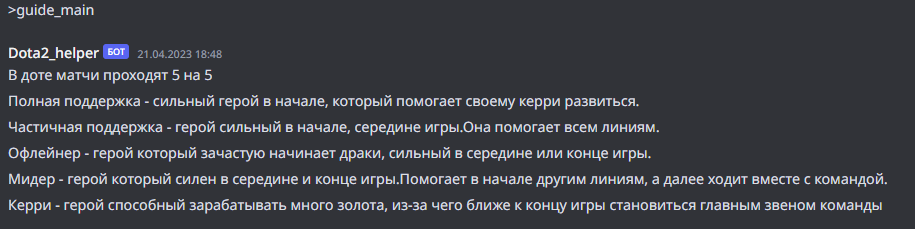 >guide_main
Dota2_helper БОТ 21.04.2023 18:48
В доте матчи проходят 5 на 5
Полная поддержка - сильный герой в начале, который помогает своему керри развиться.
Частичная поддержка - герой сильный в начале, середине игры.Она помогает всем линиям.
Офлейнер - герой который зачастую начинает драки, сильный в середине или конце игры.
Мидер - герой который силен в середине и конце игры.Помогает в начале другим линиям, а далее ходит вместе с командой.
Керри - герой способный зарабатывать много золота, из-за чего ближе к концу игры становиться главным звеном команды